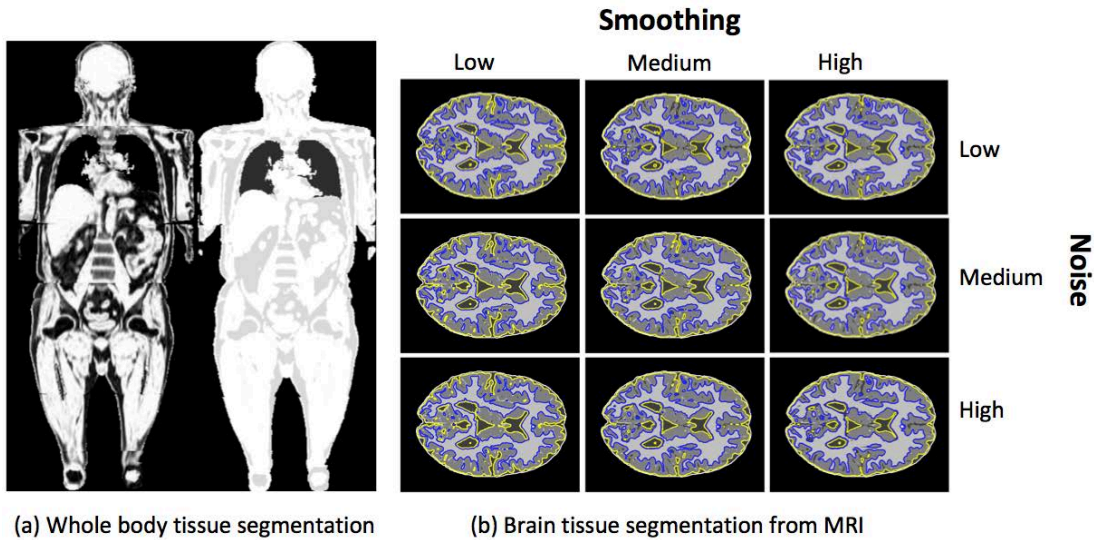 Smoothing
Low Medium High
Low
Medium
High
Noise
(a) Whole body tissue segmentation
(b) Brain tissue segmentation from MRI